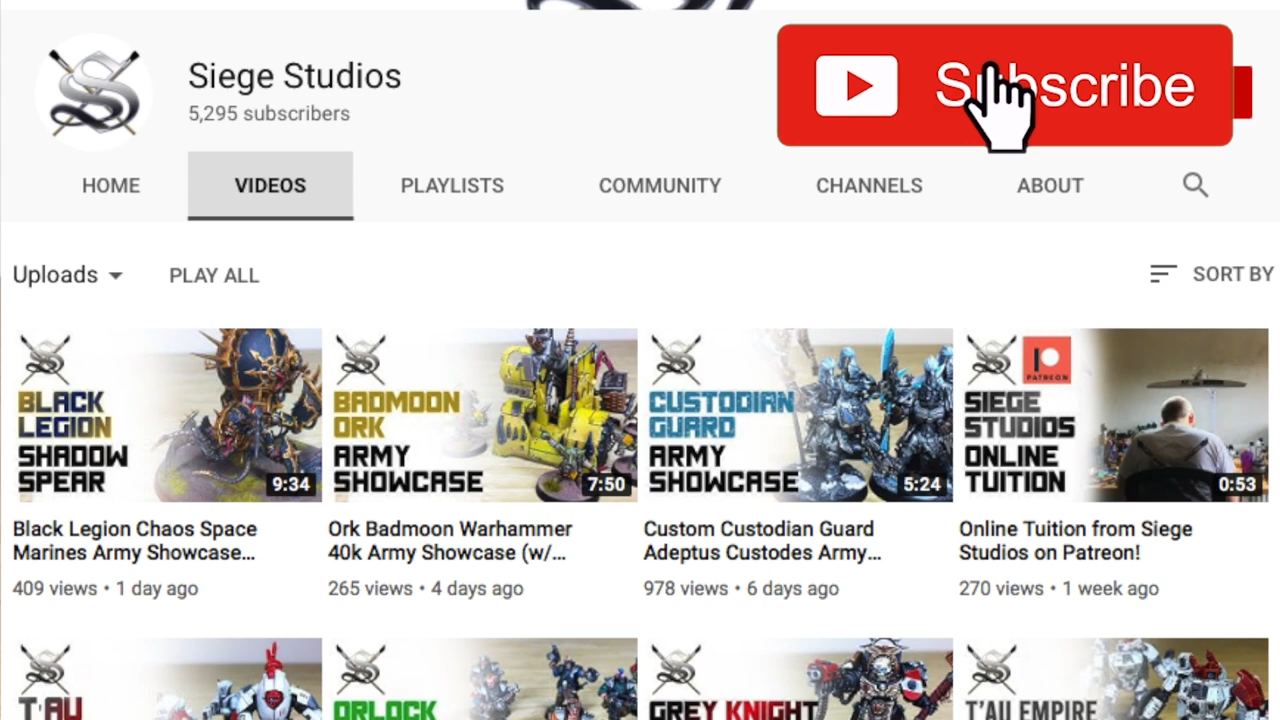 Siege Studios
5,295 subscribers
Subscribe
HOME VIDEOS PLAYLISTS COMMUNITY CHANNELS ABOUT
Uploads PLAY ALL SORT BY
BLACK
LEGION
SHADOW
SPEAR
9:34
BADMOON
ORK
ARMY
SHOWCASE
7:50
CUSTODIAN
GUARD
ARMY
SHOWCASE
5:24
PATREON
SIEGE
STUDIOS
ONLINE
TUITION
0:53
Black Legion Chaos Space
Marines Army Showcase...
409 views • 1 day ago
Ork Badmoon Warhammer
40k Army Showcase (w/...
265 views • 4 days ago
Custom Custodian Guard
Adeptus Custodes Army...
978 views • 6 days ago
Online Tuition from Siege
Studios on Patreon!
270 views • 1 week ago
T'AU
ORLOCK
GREY KNIGHT
T'AU EMPIRE